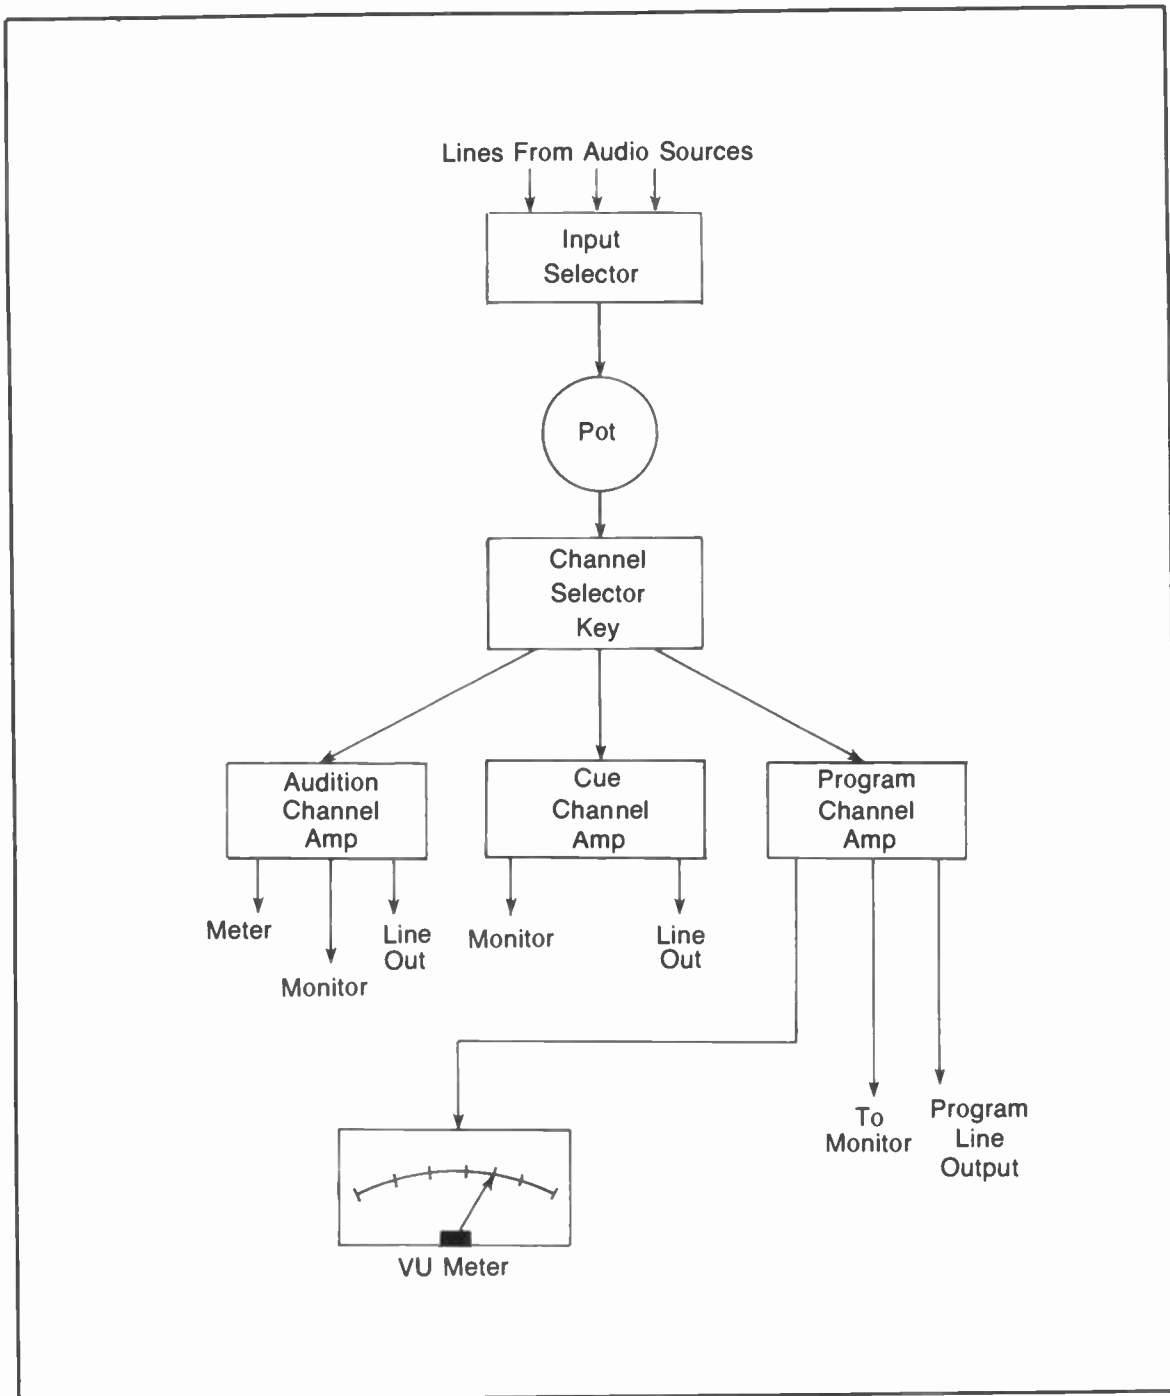 Lines From Audio Sources
Input
Selector
Pot
Channel
Selector
Key
Audition
Channel
Amp
Cue
Channel
Amp
Program
Channel
Amp
Meter
Monitor
Line
Out
Monitor
Line
Out
To
Monitor
Program
Line
Output
VU Meter